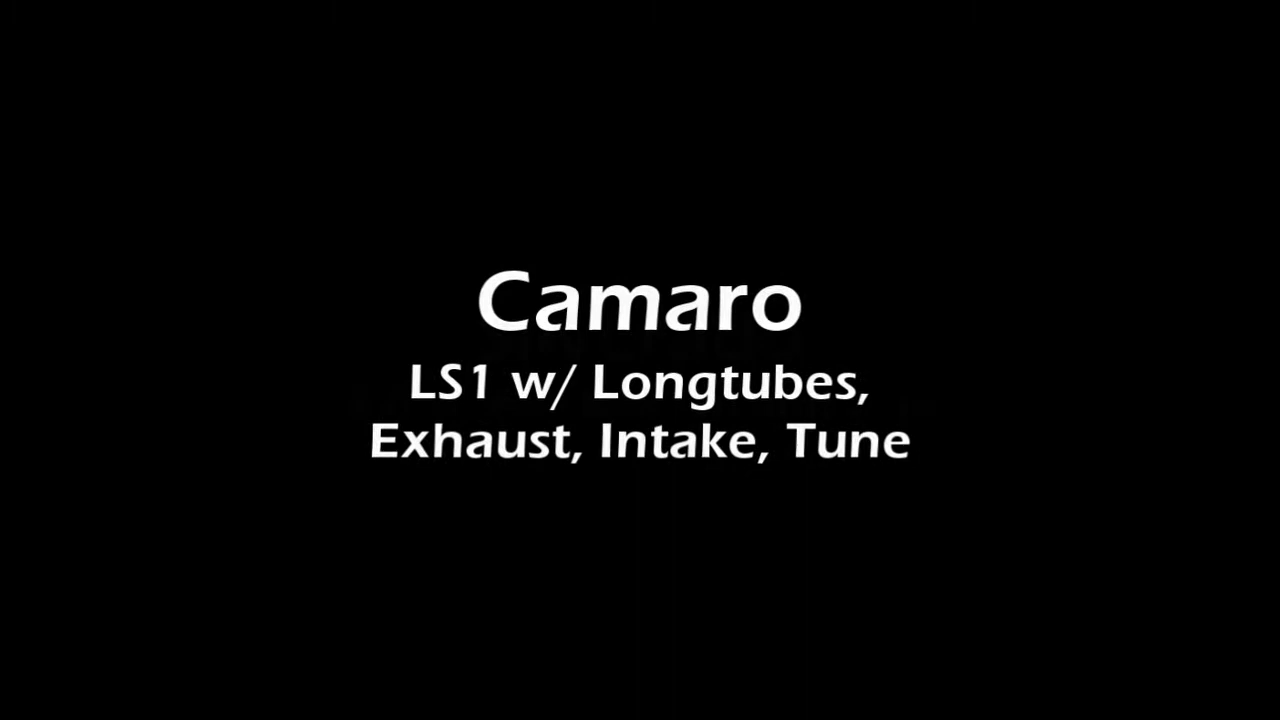 Camaro
LS1 w/ Longtubes,
Exhaust, Intake, Tune